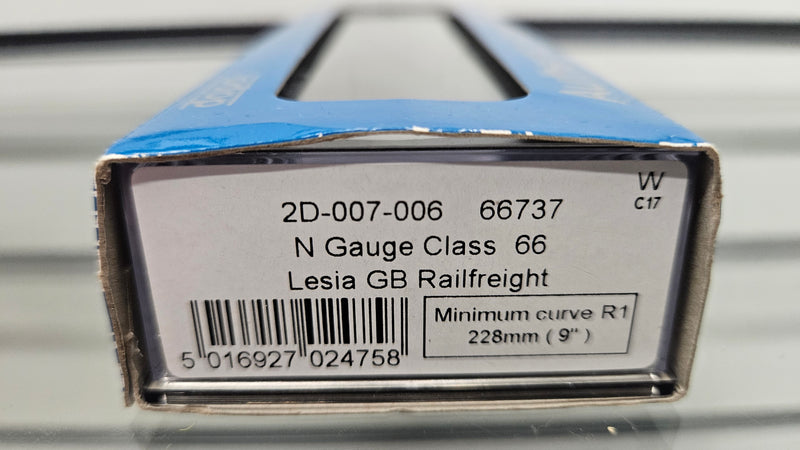 W
C17
2D-007-006 66737
N Gauge Class 66
Lesia GB Railfreight
Minimum curve R1
228mm ( 9" )
5 016927 024758